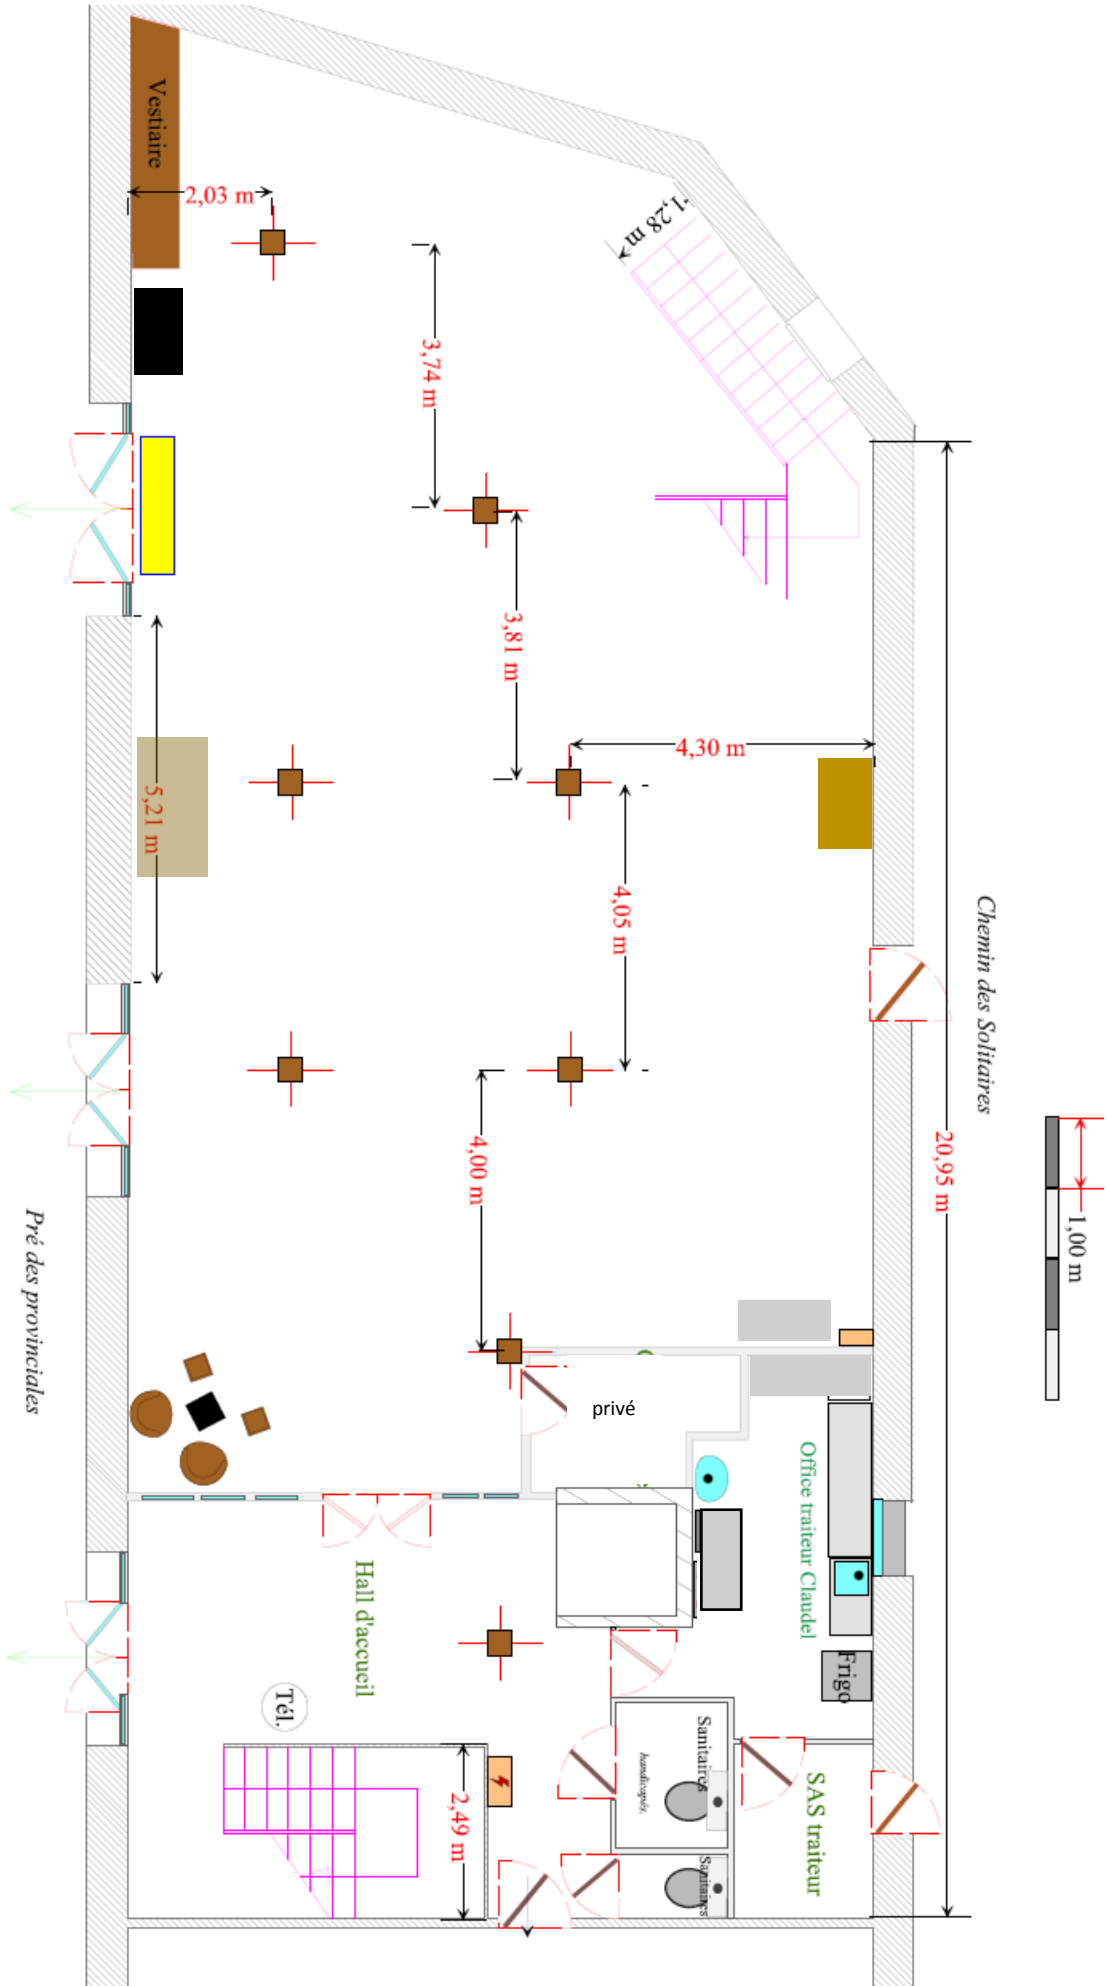 Vestiaire
2,03 m
1,28 m
3,74 m
3,81 m
4,30 m
5,21 m
4,05 m
Chemin des Solitaires
4,00 m
20,95 m
1,00 m
Pré des provinciales
privé
Office traiteur Claudel
Hall d'accueil
Frigo
Tél.
Sanitaires
handicapés.
SAS traiteur
2,49 m
Sanitaires